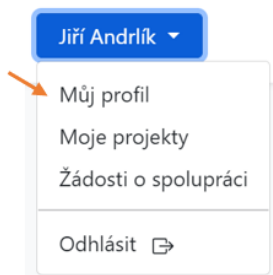 Jiří Andrlík
Můj profil
Moje projekty
Žádosti o spolupráci
Odhlásit